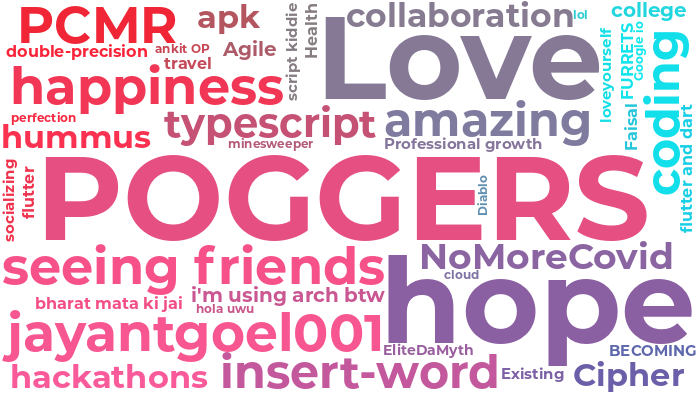 PCMR
apk
script kiddie
Health
collaboration
lol
college
double-precision
ankit OP
Agile
travel
Love
loveyourself
FURRETS
Google io
coding
happiness
perfection
hummus
typescript
minesweeper
amazing
Professional growth
Faisal
flutter and dart
socializing
flutter
POGGERS
Diablo
seeing friends
NoMoreCovid
cloud
bharat mata ki jai
i'm using arch btw
hola uwu
hope
jayantgoel001
EliteDaMyth
BECOMING
hackathons
insert-word
Existing
Cipher